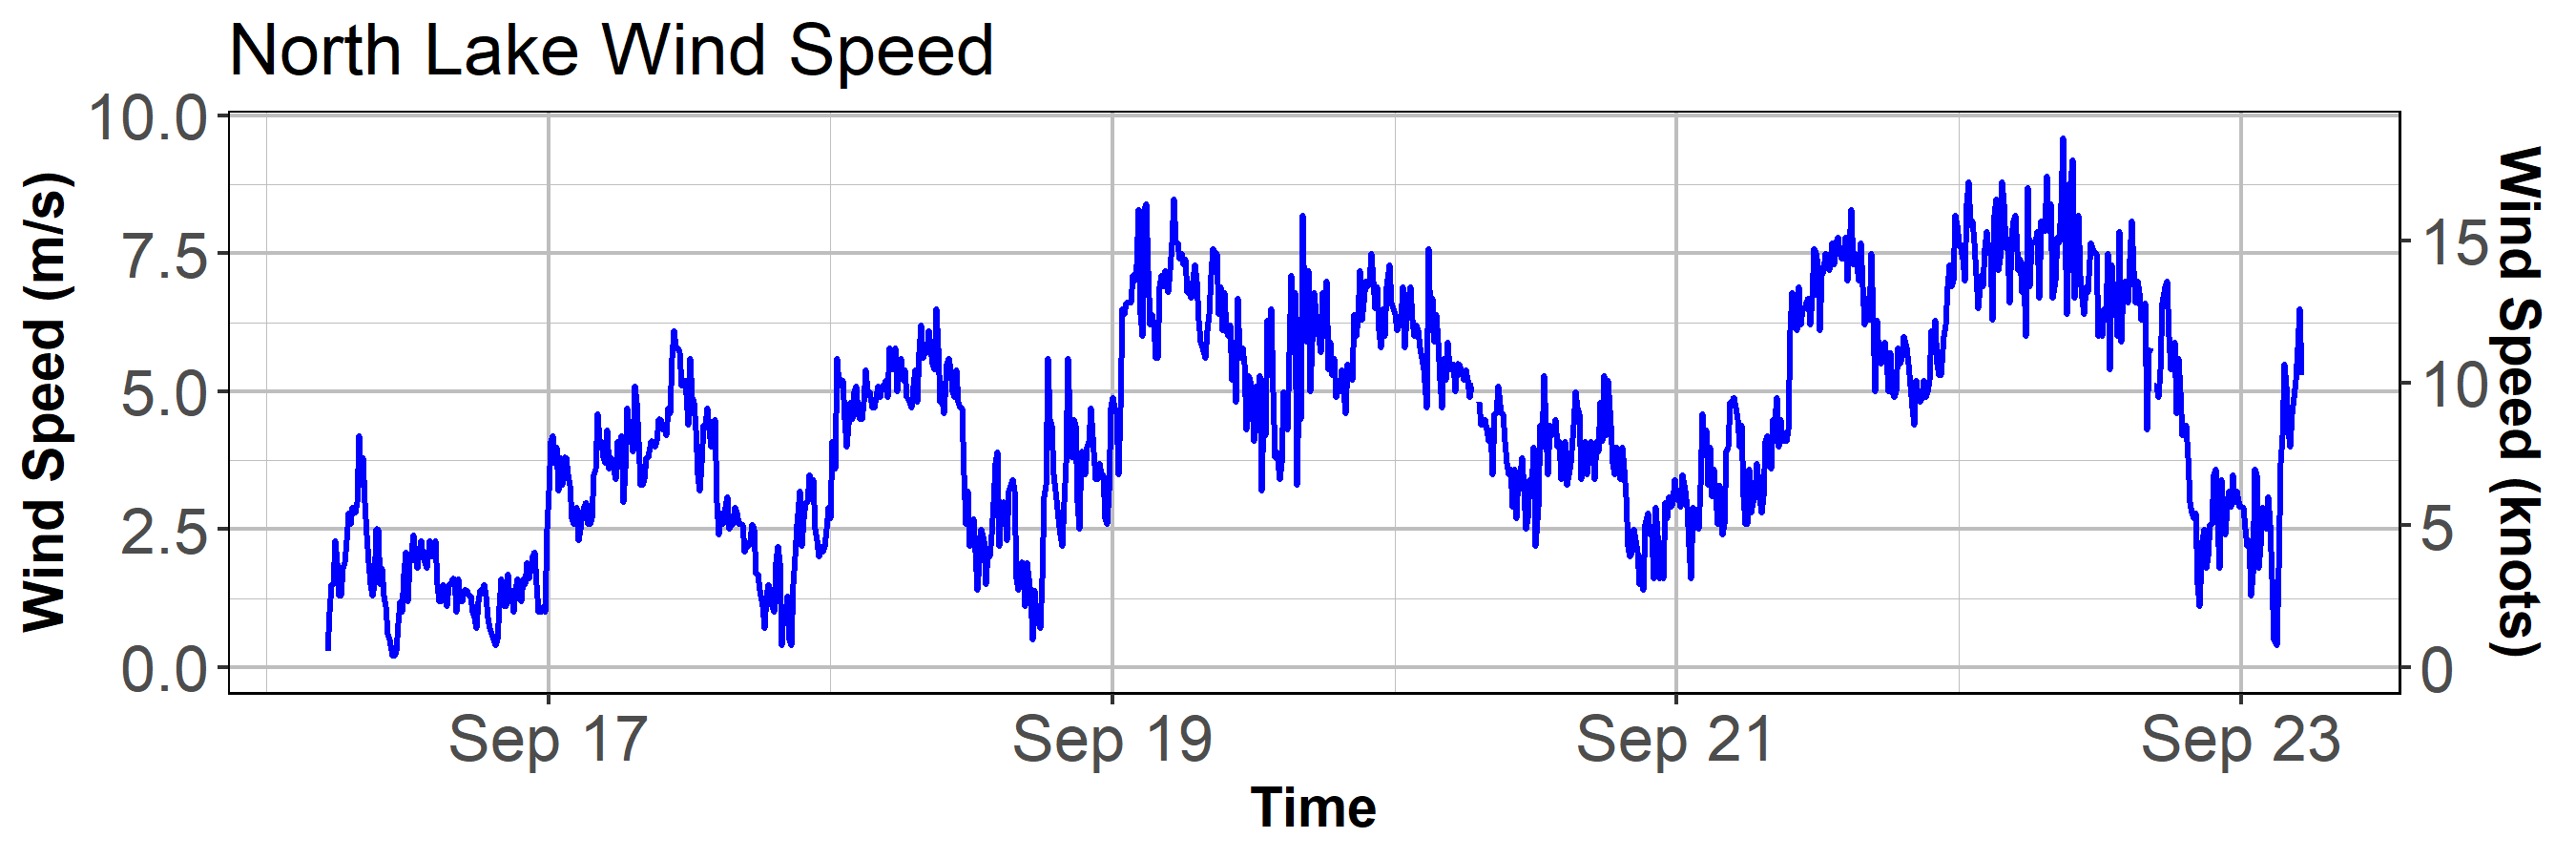 North Lake Wind Speed
Wind Speed (m/s)
10.0
7.5
5.0
2.5
0.0
Wind Speed (knots)
15
10
5
0
Sep 17
Sep 19
Sep 21
Sep 23
Time